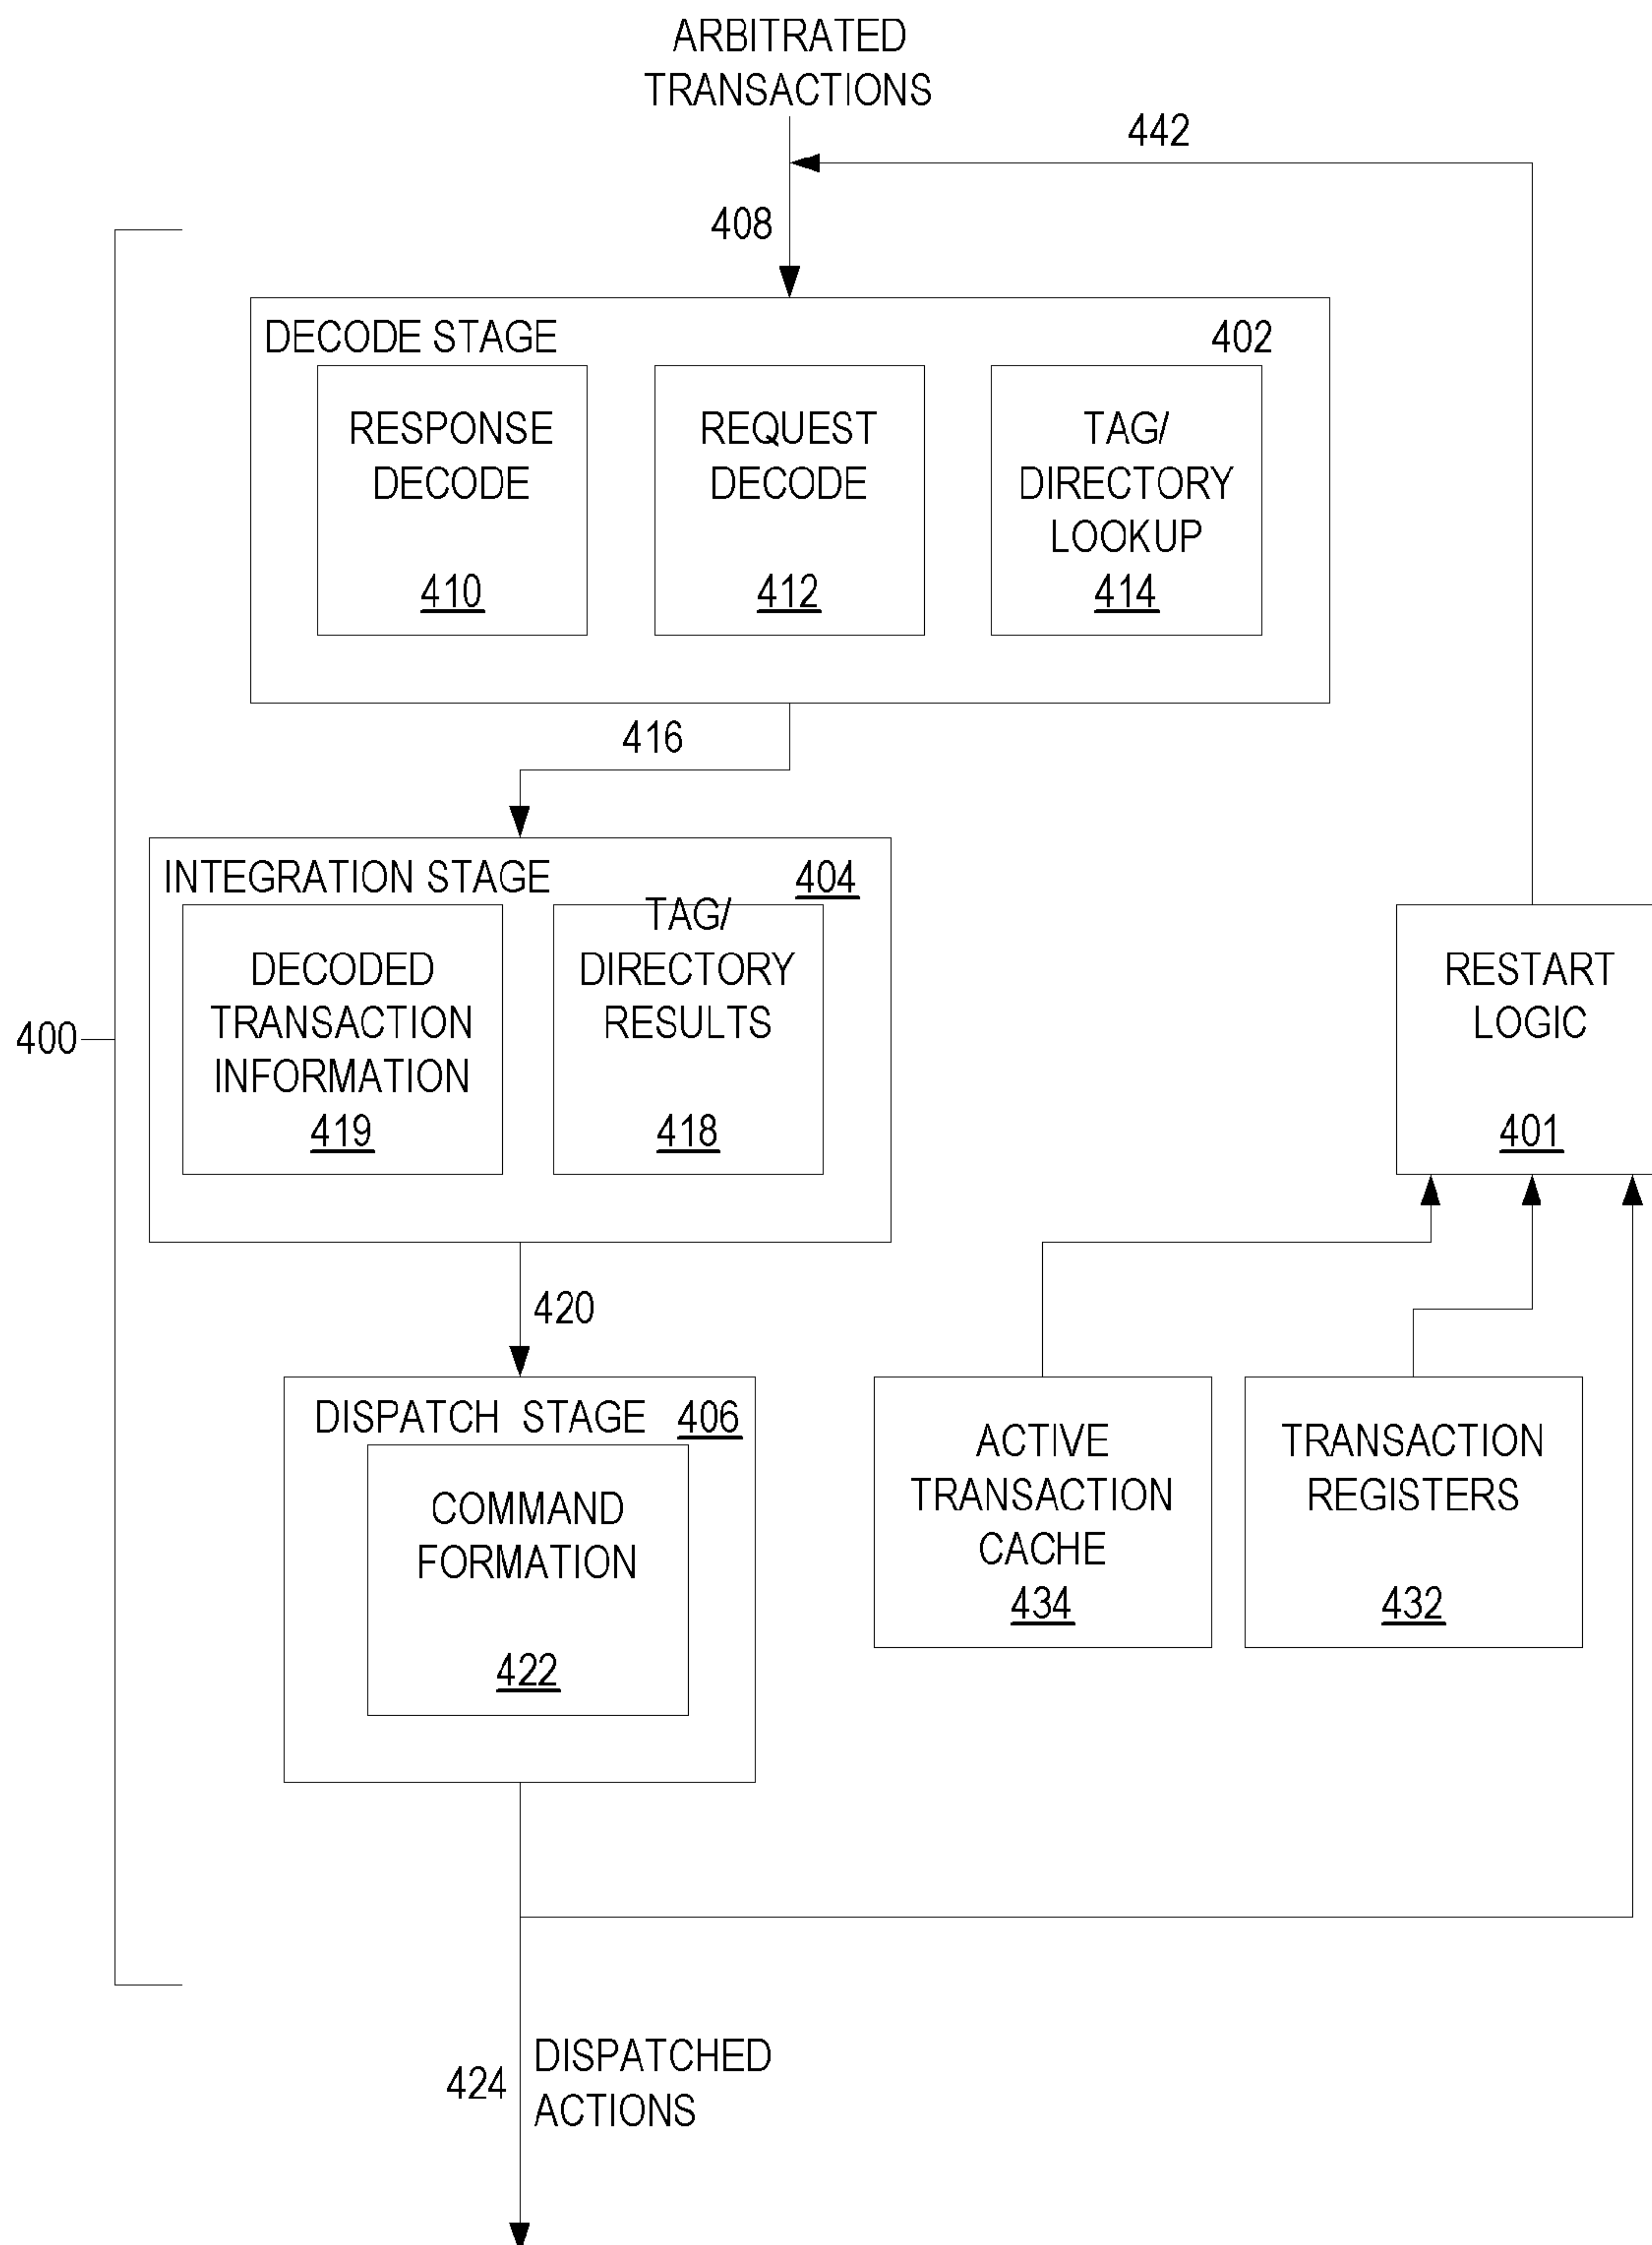 ARBITRATED
TRANSACTIONS
442
408
DECODE STAGE 402
RESPONSE
DECODE
410
REQUEST
DECODE
412
TAG/
DIRECTORY
LOOKUP
414
416
INTEGRATION STAGE 404
DECODED
TRANSACTION
INFORMATION
419
TAG/
DIRECTORY
RESULTS
418
RESTART
LOGIC
401
400
420
DISPATCH STAGE 406
COMMAND
FORMATION
422
ACTIVE
TRANSACTION
CACHE
434
TRANSACTION
REGISTERS
432
424
DISPATCHED
ACTIONS